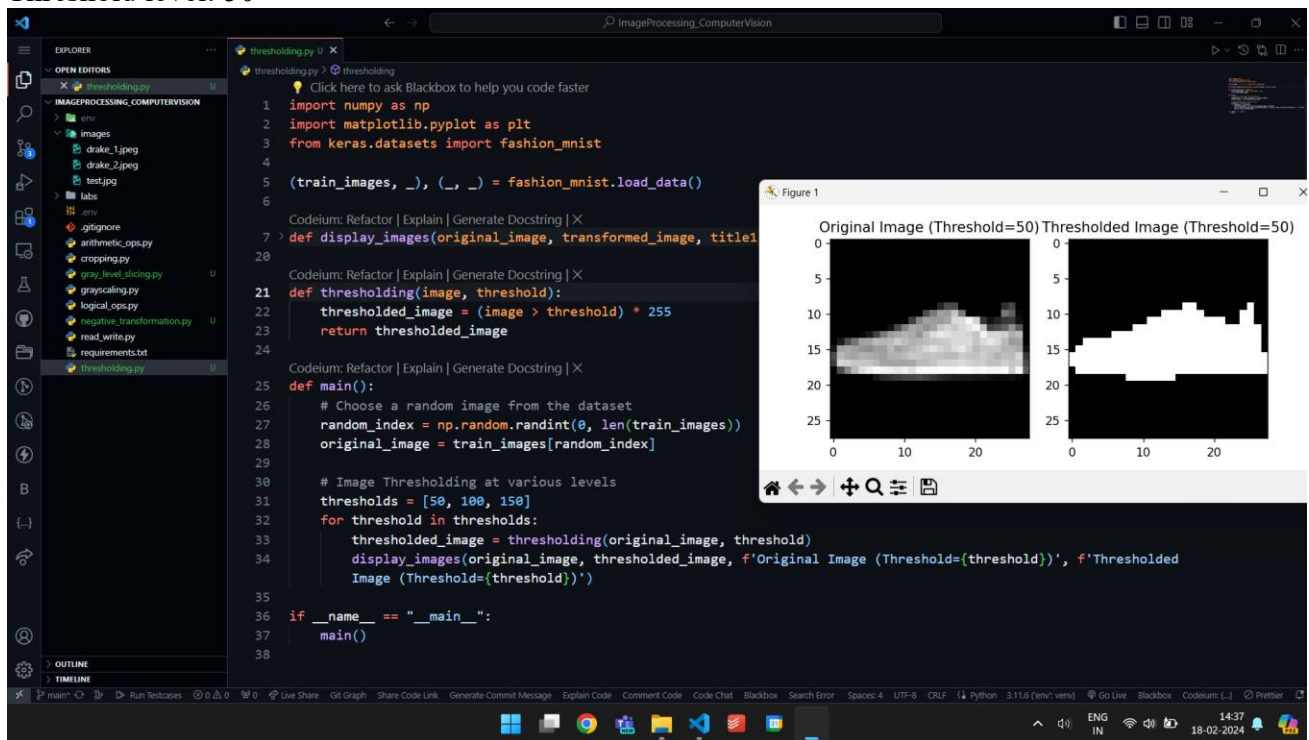 Threshold level: 50
ImageProcessing_ComputerVision
EXPLORER
OPEN EDITORS
thresholding.py U
IMAGEPROCESSING_COMPUTERVISION
env
images
drake_1.jpeg
drake_2.jpeg
test.jpg
labs
.env
.gitignore
arithmetic_ops.py
cropping.py
gray_level_slicing.py U
grayscaling.py
logical_ops.py
negative_transformation.py U
read_write.py
requirements.txt
thresholding.py U
OUTLINE
TIMELINE
thresholding.py U
thresholding.py > thresholding
Click here to ask Blackbox to help you code faster
1 import numpy as np
2 import matplotlib.pyplot as plt
3 from keras.datasets import fashion_mnist
4
5 (train_images, _), (_, _) = fashion_mnist.load_data()
6
Codeium: Refactor | Explain | Generate Docstring | X
7 def display_images(original_image, transformed_image, title1
20
Codeium: Refactor | Explain | Generate Docstring | X
21 def thresholding(image, threshold):
22 thresholded_image = (image > threshold) * 255
23 return thresholded_image
24
Codeium: Refactor | Explain | Generate Docstring | X
25 def main():
26 # Choose a random image from the dataset
27 random_index = np.random.randint(0, len(train_images))
28 original_image = train_images[random_index]
29
30 # Image Thresholding at various levels
31 thresholds = [50, 100, 150]
32 for threshold in thresholds:
33 thresholded_image = thresholding(original_image, threshold)
34 display_images(original_image, thresholded_image, f'Original Image (Threshold={threshold})', f'Thresholded
Image (Threshold={threshold})')
35
36 if __name__ == "__main__":
37 main()
38
Figure 1
Original Image (Threshold=50) Thresholded Image (Threshold=50)
0 0
5 5
10 10
15 15
20 20
25 25
0 10 20 0 10 20
main* Run Testcases 0 0 0 Live Share Git Graph Share Code Link Generate Commit Message Explain Code Comment Code Code Chat Blackbox Search Error Spaces: 4 UTF-8 CRLF Python 3.11.6 ('env': venv) Go Live Blackbox Codeium: {...} Prettier
ENG
IN
14:37
18-02-2024